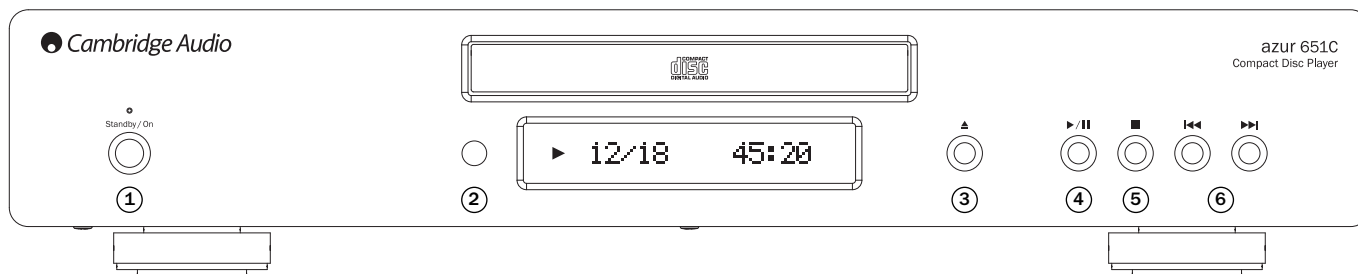 Cambridge Audio
COMPACT
disc
DIGITAL AUDIO
azur 651C
Compact Disc Player
Standby / On
12/18 45:20
1 2 3 4 5 6